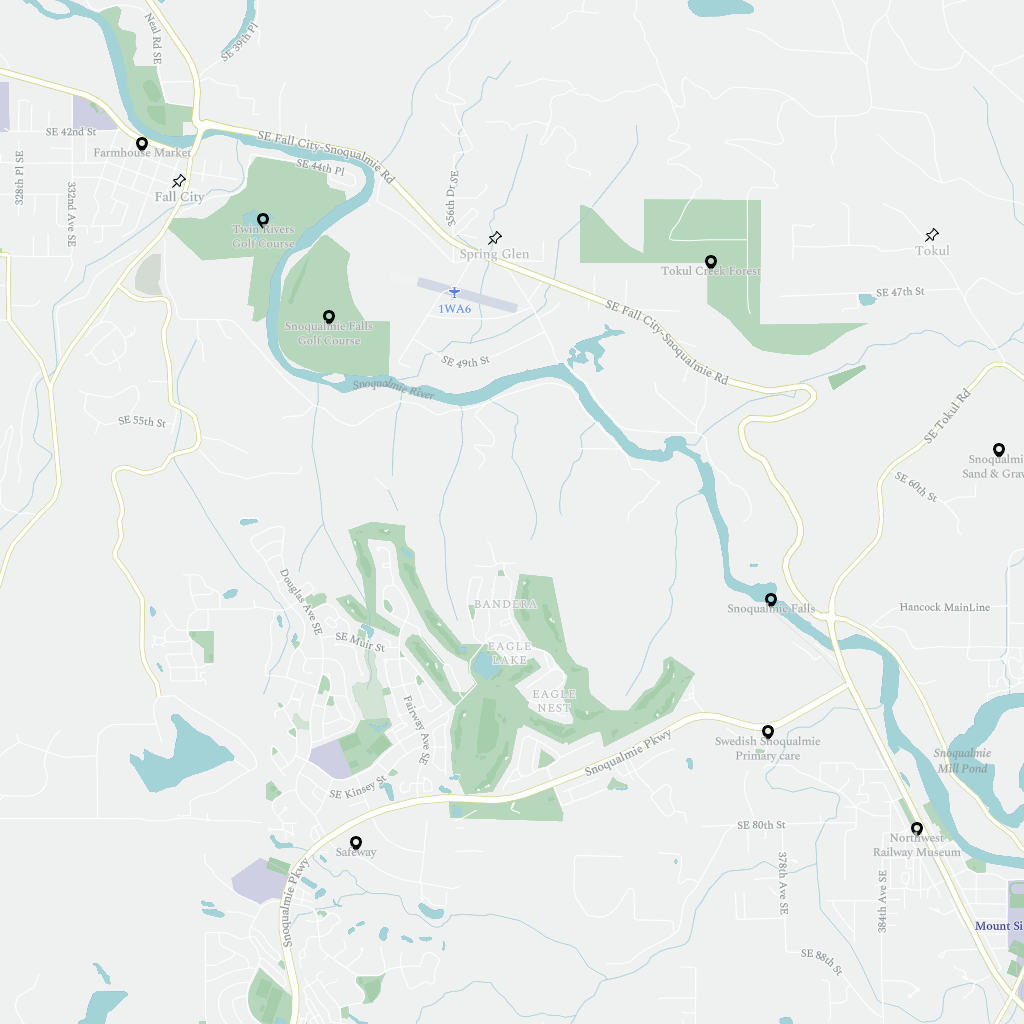 Neal Rd SE
SE 39th Pl
SE 42nd St
Farmhouse Market
SE Fall City-Snoqualmie Rd
SE 44th Pl
328th Pl SE
332nd Ave SE
Fall City
356th Dr SE
Twin Rivers
Golf Course
Spring Glen
Tokul
Tokul Creek Forest
1WA6
SE 47th St
Snoqualmie Falls
Golf Course
SE Fall City-Snoqualmie Rd
SE 49th St
Snoqualmie River
SE 55th St
SE Tokul Rd
Snoqualmi
Sand & Grav
SE 60th St
Douglas Ave SE
BANDERA
Snoqualmie Falls
Hancock MainLine
SE Muir St
EAGLE
LAKE
EAGLE
NEST
Fairway Ave SE
Snoqualmie Pkwy
Swedish Snoqualmie
Primary care
Snoqualmie
Mill Pond
SE Kinsey St
SE 80th St
Northwest
Railway Museum
Safeway
378th Ave SE
384th Ave SE
Snoqualmie Pkwy
Mount Si
SE 88th St